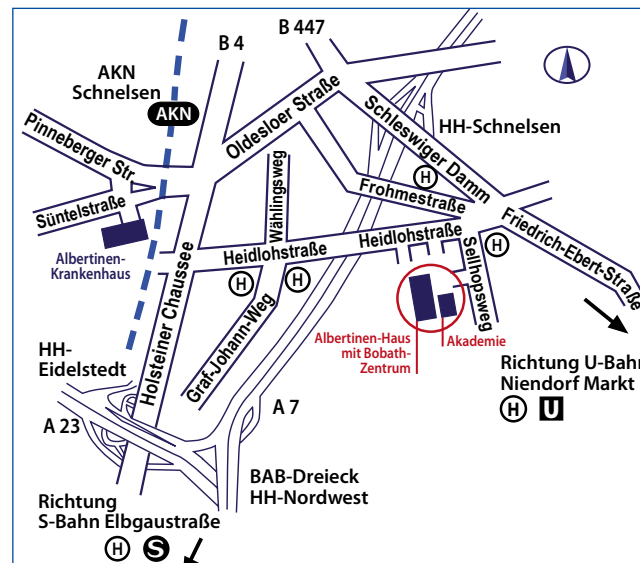 B 447
B 4
AKN
Schnelsen
AKN
Oldesloer Straße
Schleswiger Damm
HH-Schnelsen
Pinneberger Str.
Wählingsweg
H
Frohmestraße
Süntelstraße
Friedrich-Ebert-Straße
Albertinen-
Krankenhaus
Heidlohstraße
Heidlohstraße
H
H
H
Sellhopsweg
Holsteiner Chaussee
Graf-Johann-Weg
Albertinen-Haus
mit Bobath-
Zentrum
Akademie
HH-
Eidelstedt
Richtung U-Bahn
Niendorf Markt
H U
A 7
A 23
BAB-Dreieck
HH-Nordwest
Richtung
S-Bahn Elbgaustraße
H S